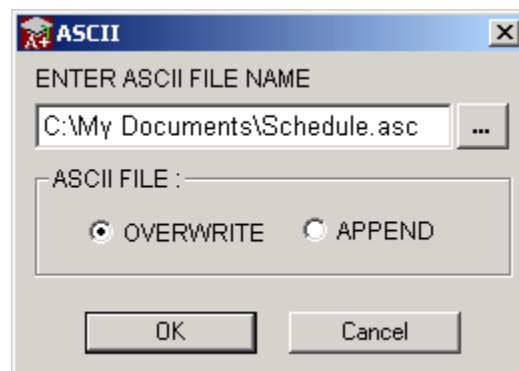 ASCII
ENTER ASCII FILE NAME
C:\My Documents\Schedule.asc ...
ASCII FILE :
OVERWRITE APPEND
OK Cancel